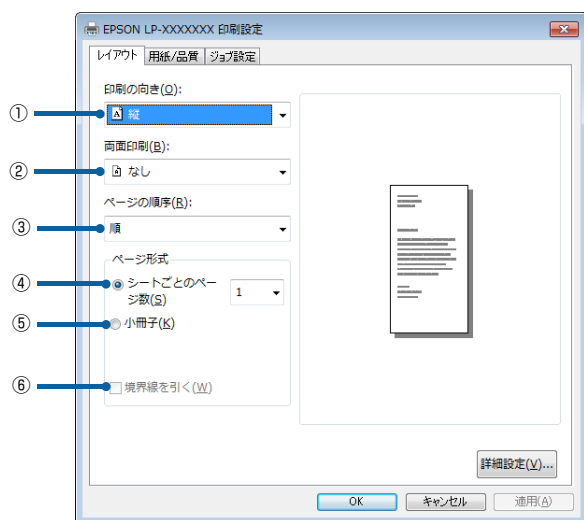 EPSON LP-XXXXXXX 印刷設定
レイアウト 用紙/品質 ジョブ設定
印刷の向き(O):
① A 縦
両面印刷(B):
② なし
ページの順序(R):
③ 順
ページ形式
④ シートごとのペー
ジ数(S) 1
⑤ 小冊子(K)
⑥ 境界線を引く(W)
詳細設定(V)...
OK キャンセル 適用(A)